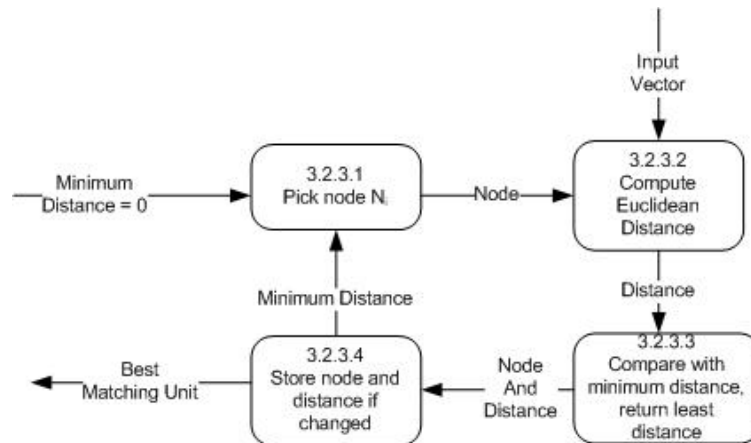 Input
Vector
3.2.3.1
Pick node Nᵢ
3.2.3.2
Compute
Euclidean
Distance
Minimum
Distance = 0
Node
Minimum Distance
Distance
3.2.3.4
Store node and
distance if
changed
3.2.3.3
Compare with
minimum distance,
return least
distance
Node
And
Distance
Best
Matching Unit